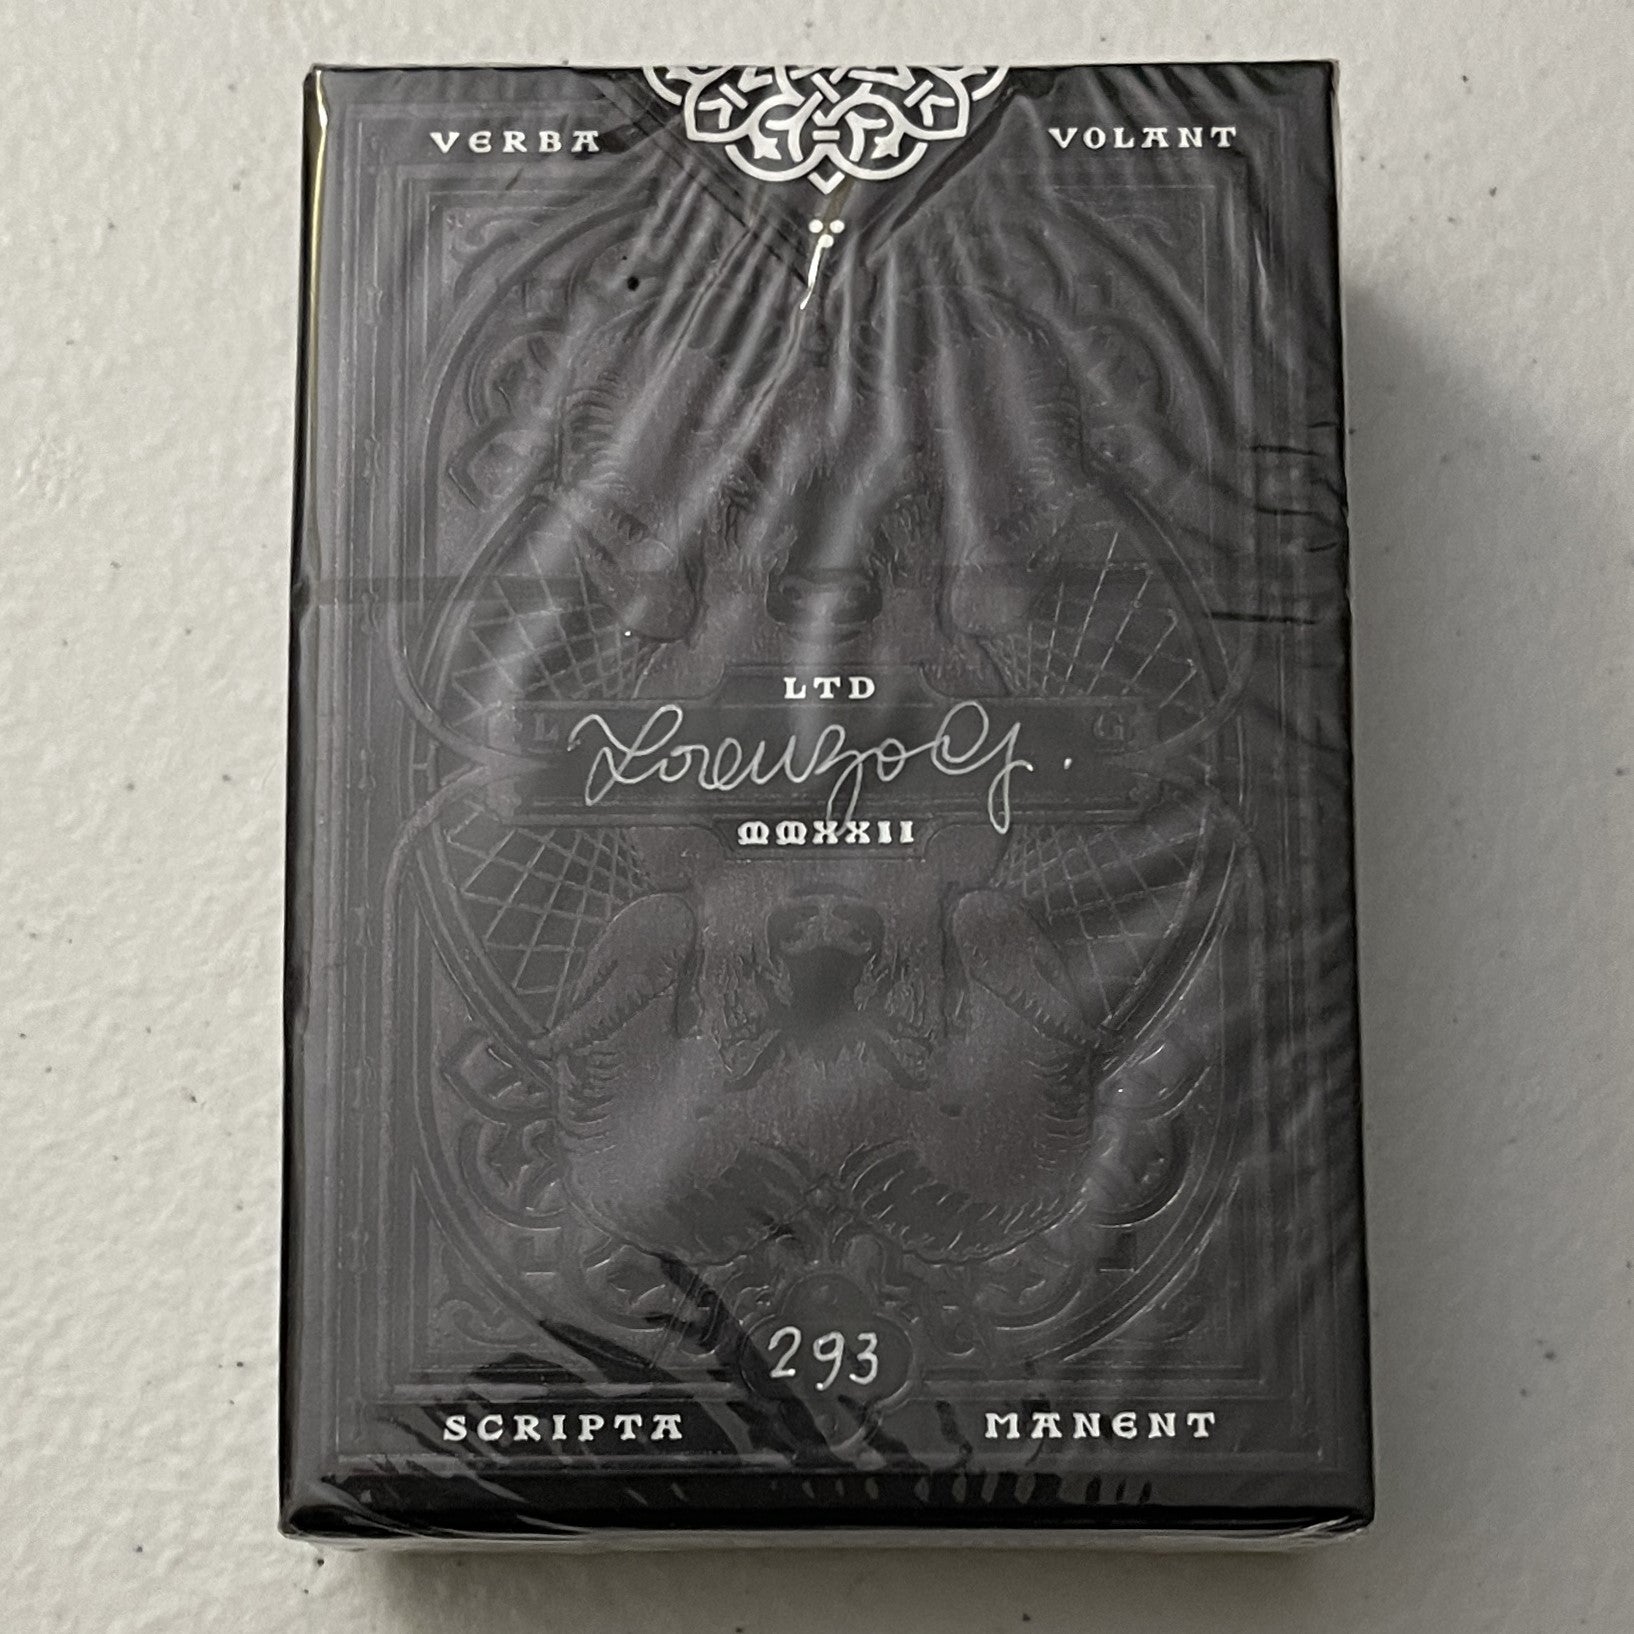 VERBA VOLANT
LTD
L G
Lorenzo G.
MMXXII
293
SCRIPTA MANENT